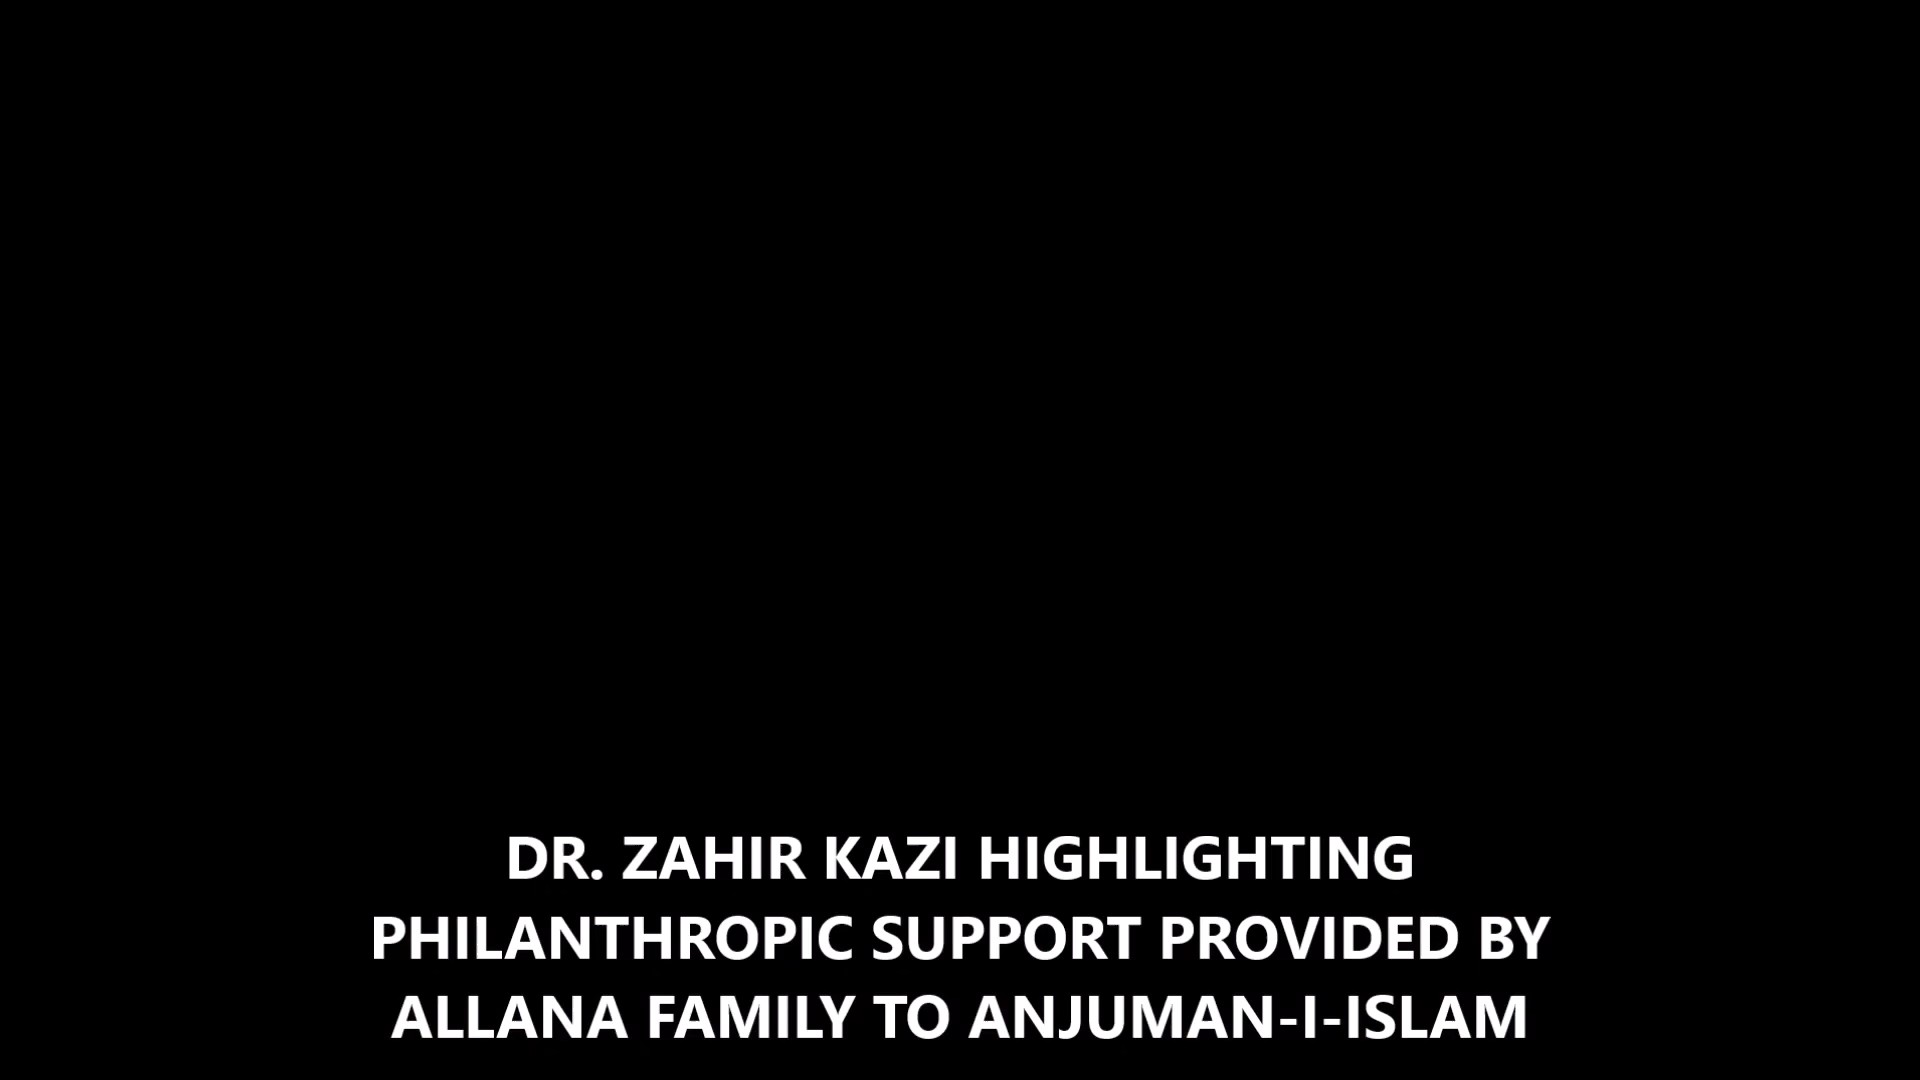 DR. ZAHIR KAZI HIGHLIGHTING
PHILANTHROPIC SUPPORT PROVIDED BY
ALLANA FAMILY TO ANJUMAN-I-ISLAM